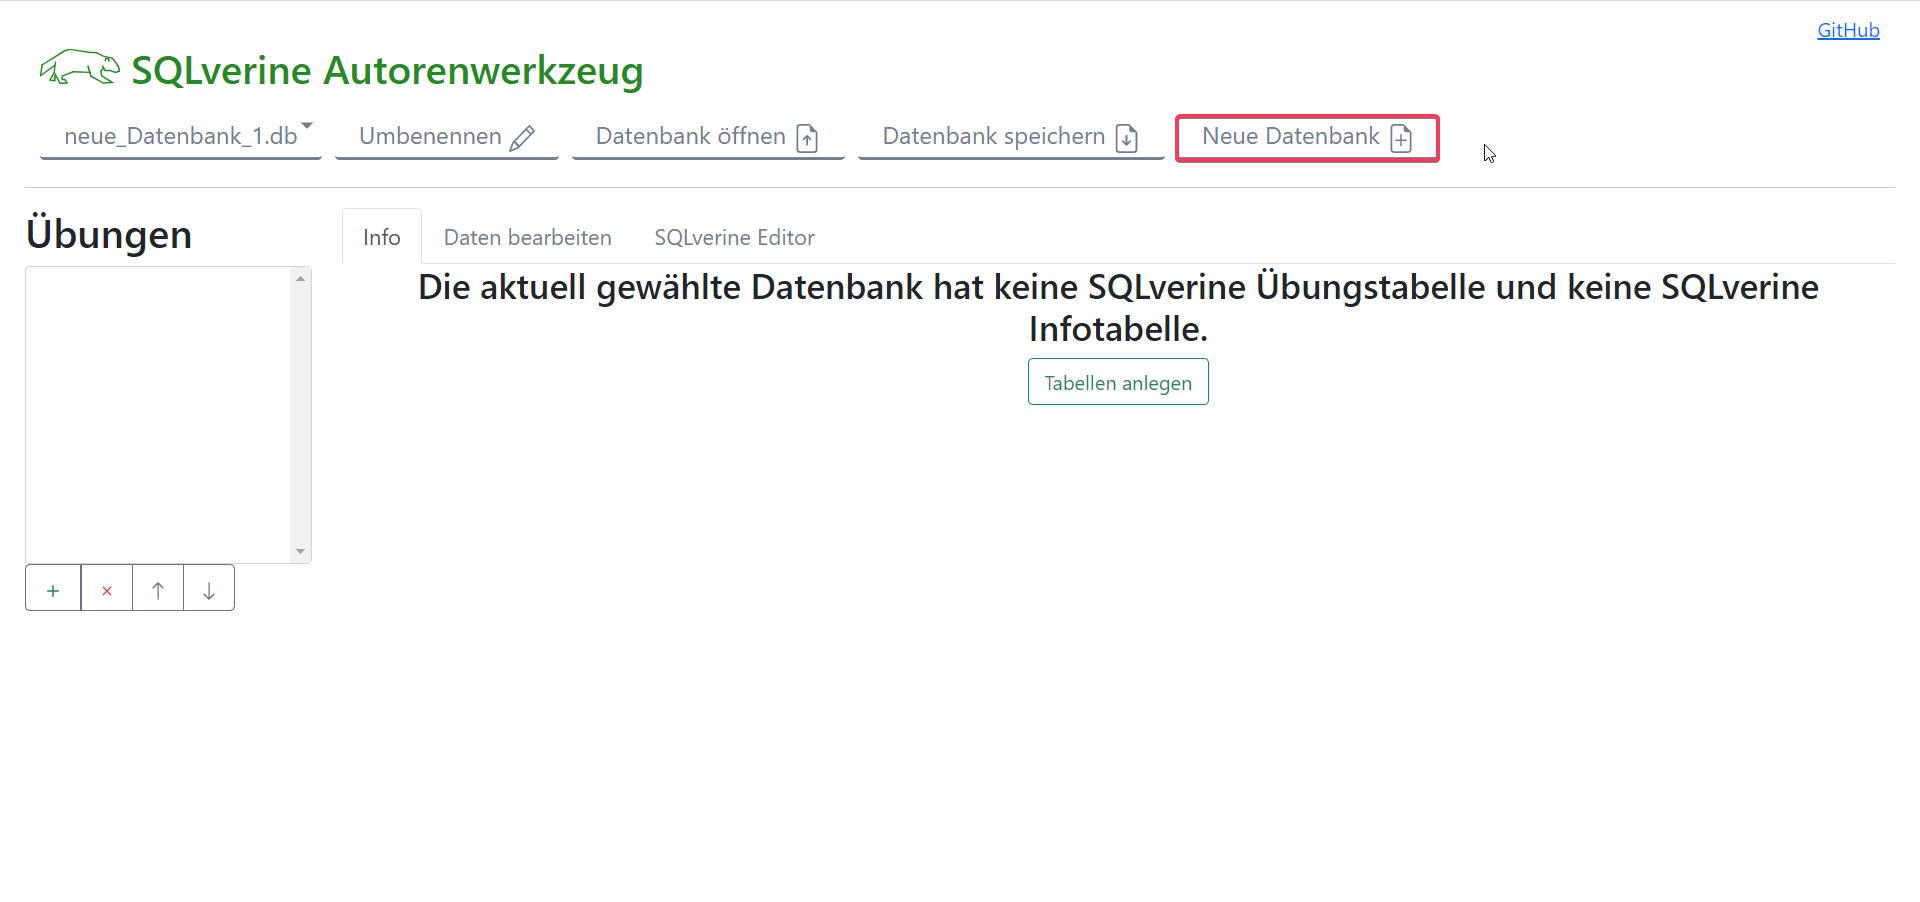 GitHub
SQLverine Autorenwerkzeug
neue_Datenbank_1.db Umbenennen Datenbank öffnen Datenbank speichern Neue Datenbank
Übungen
Info Daten bearbeiten SQLverine Editor
Die aktuell gewählte Datenbank hat keine SQLverine Übungstabelle und keine SQLverine
Infotabelle.
Tabellen anlegen